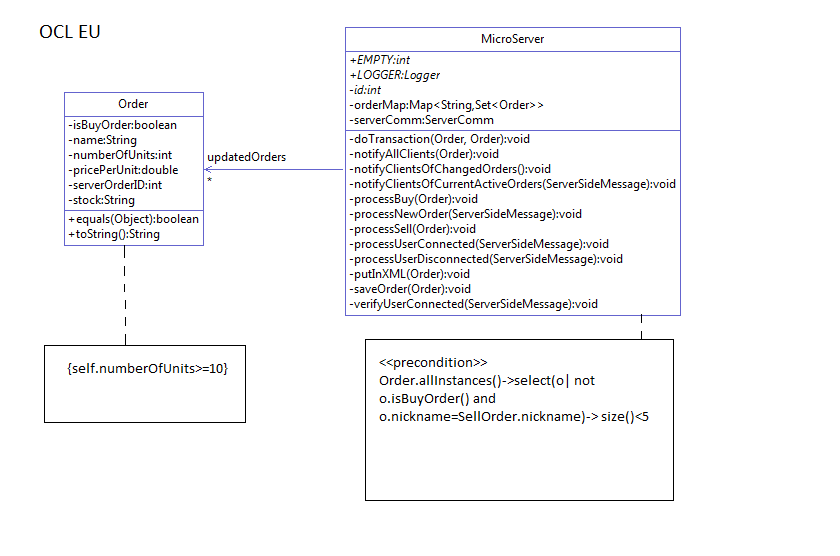 OCL EU
MicroServer
+EMPTY:int
+LOGGER:Logger
-id:int
-orderMap:Map<String,Set<Order>>
-serverComm:ServerComm
-doTransaction(Order, Order):void
-notifyAllClients(Order):void
-notifyClientsOfChangedOrders():void
-notifyClientsOfCurrentActiveOrders(ServerSideMessage):void
-processBuy(Order):void
-processNewOrder(ServerSideMessage):void
-processSell(Order):void
-processUserConnected(ServerSideMessage):void
-processUserDisconnected(ServerSideMessage):void
-putInXML(Order):void
-saveOrder(Order):void
-verifyUserConnected(ServerSideMessage):void
Order
-isBuyOrder:boolean
-name:String
-numberOfUnits:int
-pricePerUnit:double
-serverOrderID:int
-stock:String
+equals(Object):boolean
+toString():String
updatedOrders
*
{self.numberOfUnits>=10}
<<precondition>>
Order.allInstances()->select(o| not
o.isBuyOrder() and
o.nickname=SellOrder.nickname)-> size()<5